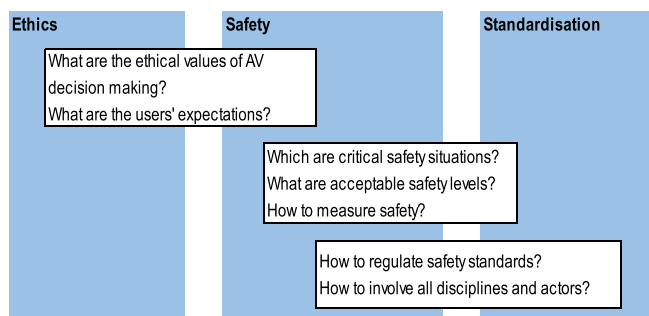 Ethics
Safety
Standardisation
What are the ethical values of AV
decision making?
What are the users' expectations?
Which are critical safety situations?
What are acceptable safety levels?
How to measure safety?
How to regulate safety standards?
How to involve all disciplines and actors?